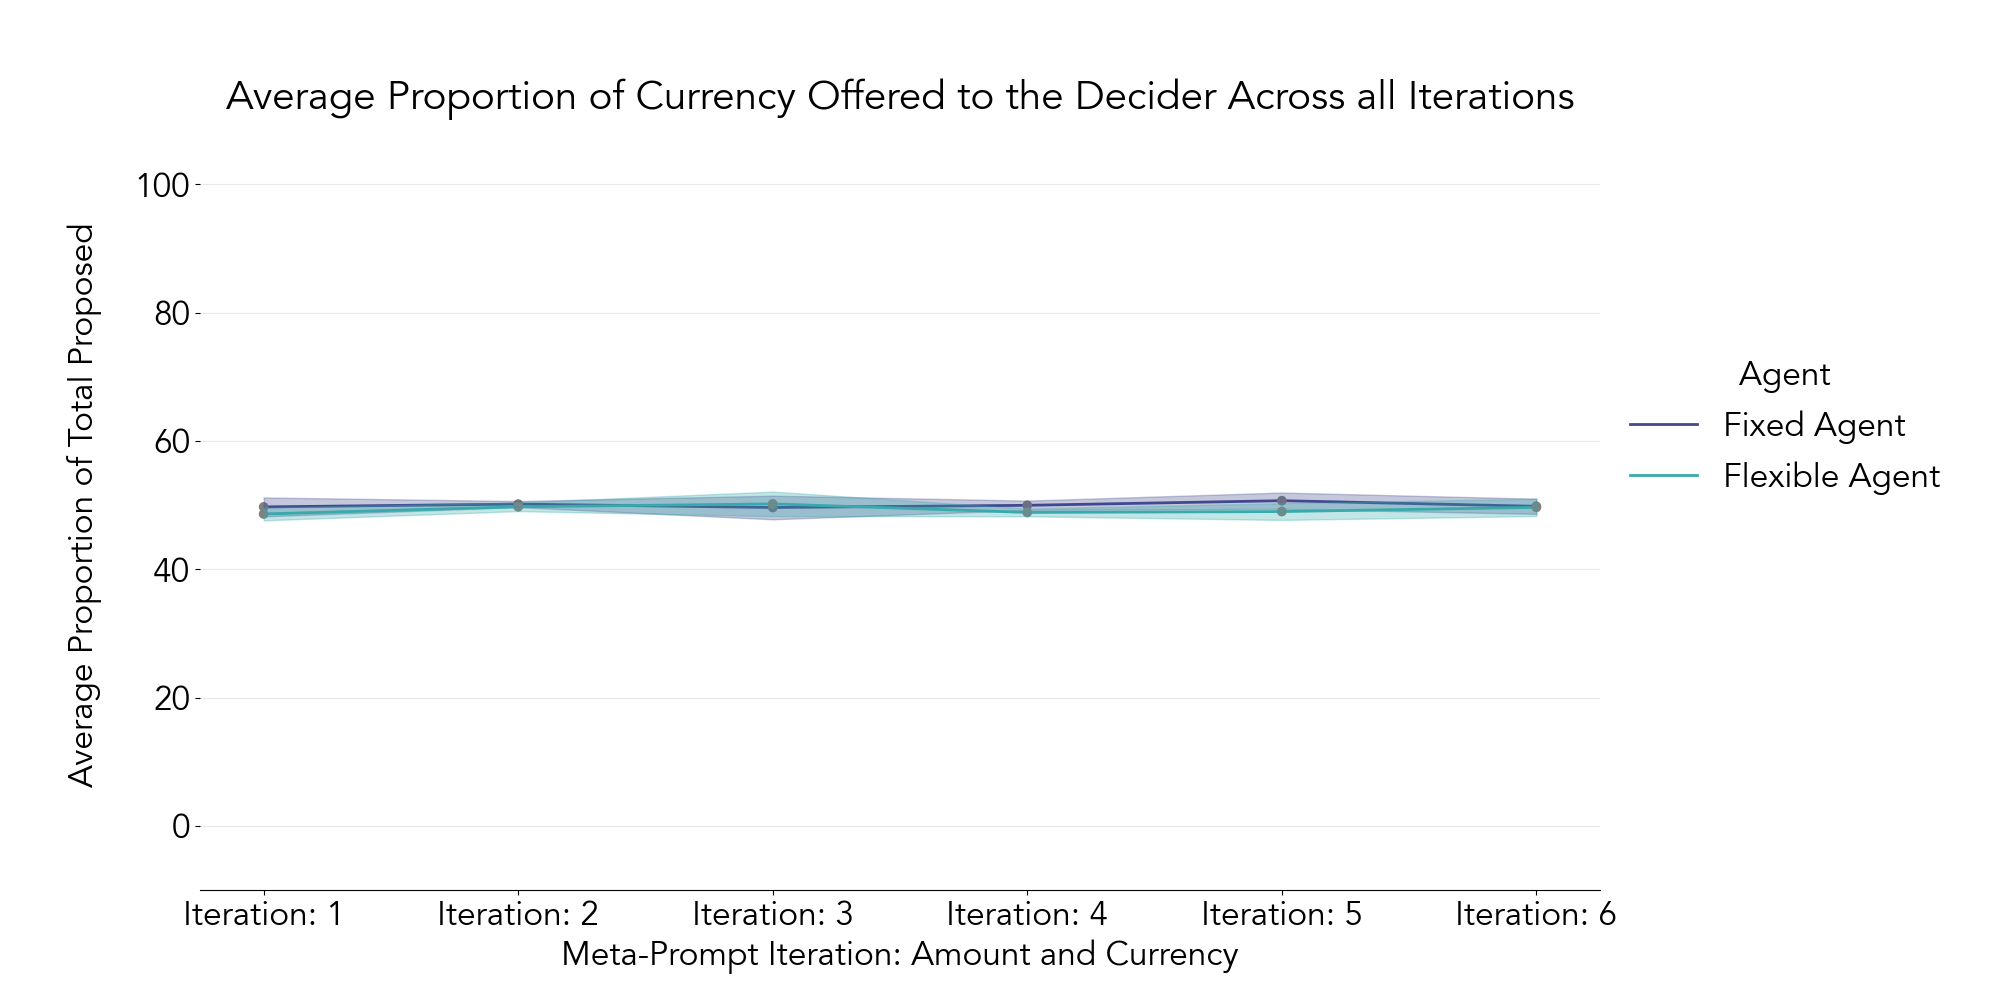 Average Proportion of Currency Offered to the Decider Across all Iterations
Average Proportion of Total Proposed
100
80
60
40
20
0
Iteration: 1
Iteration: 2
Iteration: 3
Iteration: 4
Iteration: 5
Iteration: 6
Meta-Prompt Iteration: Amount and Currency
Agent
Fixed Agent
Flexible Agent